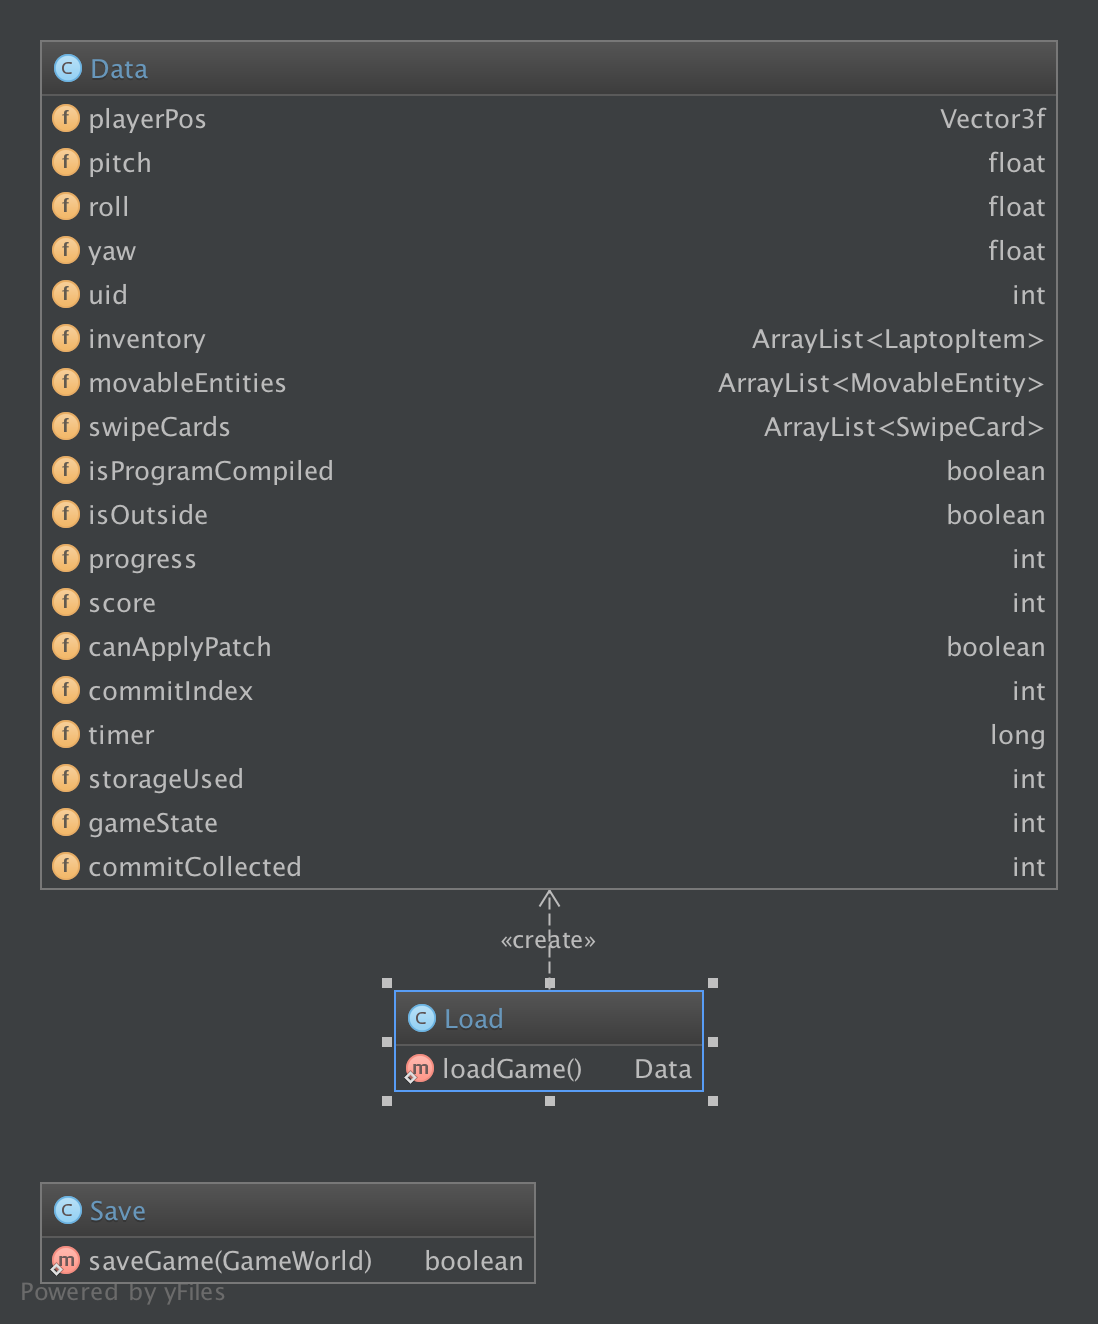 C Data
f playerPos Vector3f
f pitch float
f roll float
f yaw float
f uid int
f inventory ArrayList<LaptopItem>
f movableEntities ArrayList<MovableEntity>
f swipeCards ArrayList<SwipeCard>
f isProgramCompiled boolean
f isOutside boolean
f progress int
f score int
f canApplyPatch boolean
f commitIndex int
f timer long
f storageUsed int
f gameState int
f commitCollected int
«create»
C Load
m loadGame() Data
C Save
m saveGame(GameWorld) boolean
Powered by yFiles